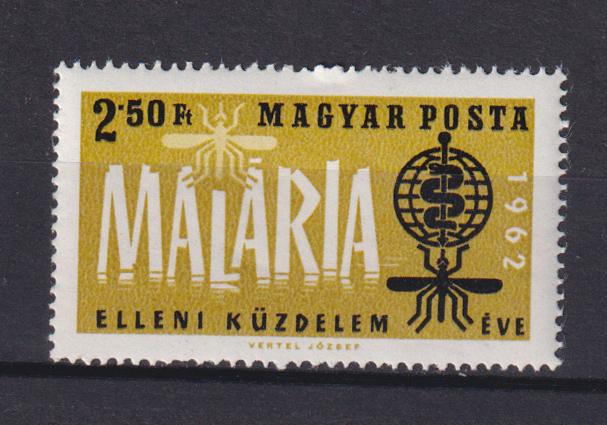 2·50 Ft MAGYAR POSTA
MALÁRIA
1962
ELLENI KÜZDELEM ÉVE
VERTEL JÓZSEF